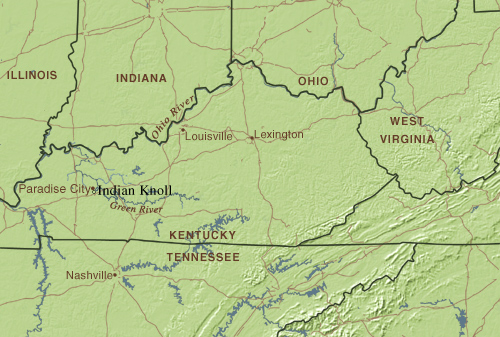 ILLINOIS
INDIANA
OHIO
Ohio River
WEST
VIRGINIA
Louisville
Lexington
Paradise City
Indian Knoll
Green River
KENTUCKY
TENNESSEE
Nashville